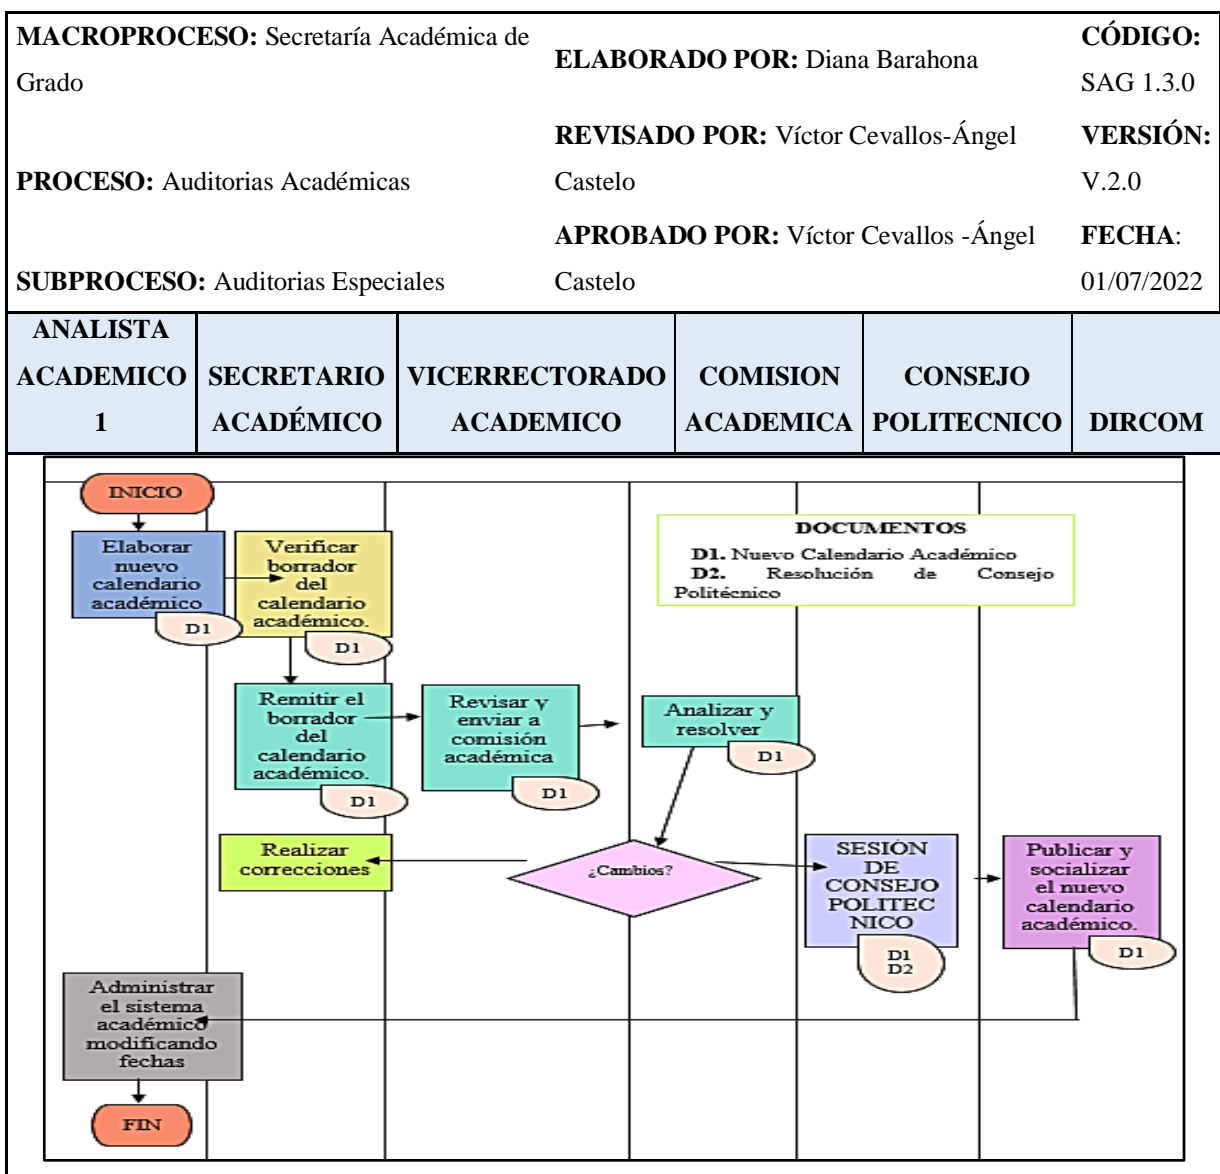 MACROPROCESO: Secretaría Académica de
Grado
ELABORADO POR: Diana Barahona
CÓDIGO:
SAG 1.3.0
PROCESO: Auditorias Académicas
REVISADO POR: Víctor Cevallos-Ángel
Castelo
VERSIÓN:
V.2.0
SUBPROCESO: Auditorias Especiales
APROBADO POR: Víctor Cevallos -Ángel
Castelo
FECHA:
01/07/2022
ANALISTA
ACADEMICO
1
SECRETARIO
ACADÉMICO
VICERRECTORADO
ACADEMICO
COMISION
ACADEMICA
CONSEJO
POLITECNICO
DIRCOM
INICIO
Elaborar
nuevo
calendario
académico
D1
Verificar
borrador
del
calendario
académico.
D1
DOCUMENTOS
D1. Nuevo Calendario Académico
D2. Resolución de Consejo
Politécnico
Remitir el
borrador
del
calendario
académico.
D1
Revisar y
enviar a
comisión
académica
D1
Analizar y
resolver
D1
Realizar
correcciones
¿Cambios?
SESIÓN
DE
CONSEJO
POLITEC
NICO
D1
D2
Publicar y
socializar
el nuevo
calendario
académico.
D1
Administrar
el sistema
académico
modificando
fechas
FIN